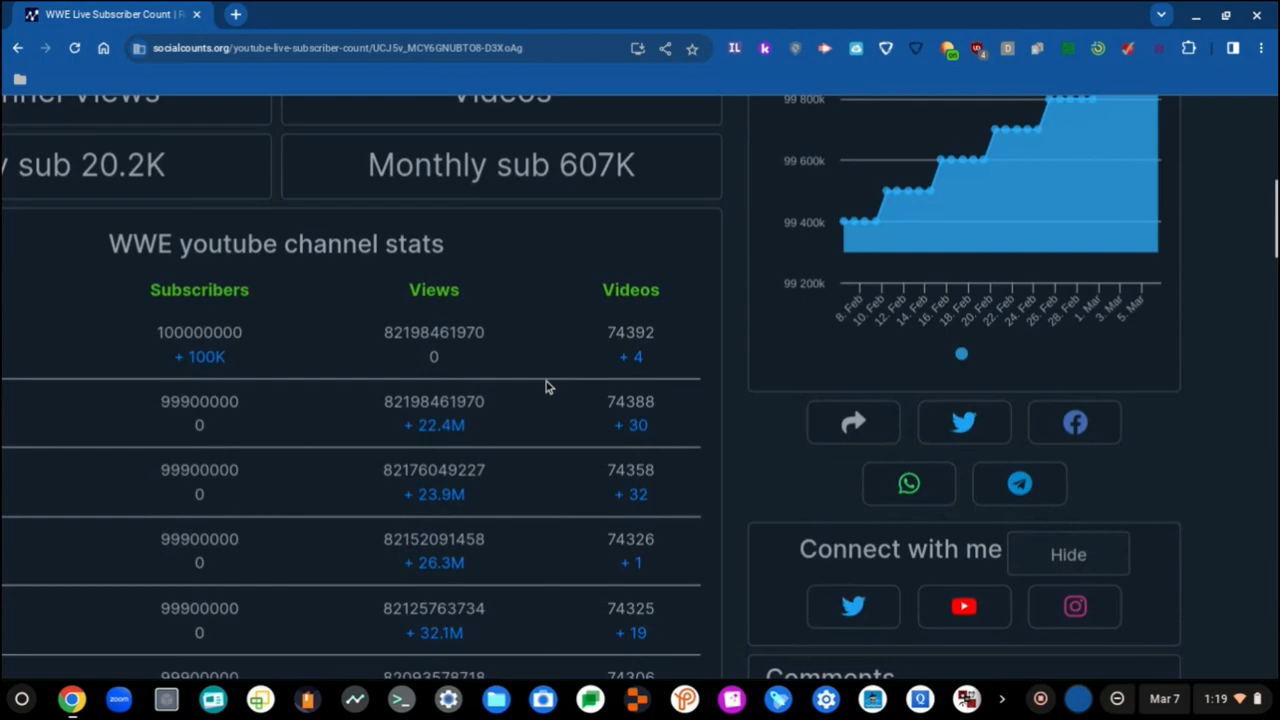 WWE Live Subscriber Count | R
socialcounts.org/youtube-live-subscriber-count/UCJ5v_MCY6GNUBTO8-D3XoAg
Videos
y sub 20.2K
Monthly sub 607K
WWE youtube channel stats
Subscribers Views Videos
100000000 82198461970 74392
+ 100K 0 + 4
99900000 82198461970 74388
0 + 22.4M + 30
99900000 82176049227 74358
0 + 23.9M + 32
99900000 82152091458 74326
0 + 26.3M + 1
99900000 82125763734 74325
0 + 32.1M + 19
99900000 82093578718 74306
99 800k
99 600k
99 400k
99 200k
8. Feb
10. Feb
12. Feb
14. Feb
16. Feb
18. Feb
20. Feb
22. Feb
24. Feb
26. Feb
28. Feb
1. Mar
3. Mar
5. Mar
Connect with me
Hide
Comments
zoom
Mar 7
1:19